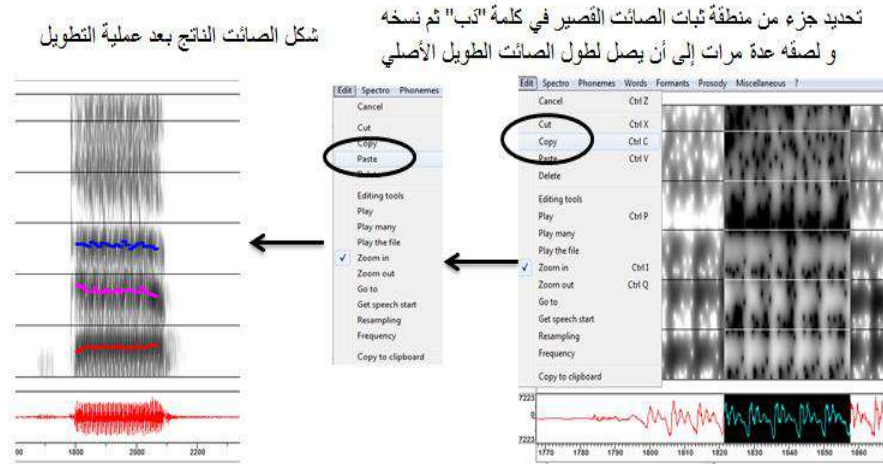 تحديد جزء من منطقة ثبات الصائت القصير في كلمة "ذب" ثم نسخه
و لصقه عدة مرات إلى أن يصل لطول الصائت الطويل الأصلي
Edit Spectro Phonemes Words Formants Prosody Miscellaneous ?
Cancel Ctrl Z
Cut Ctrl X
Copy Ctrl C
Paste Ctrl V
Delete
Editing tools
Play Ctrl P
Play many
Play the file
Zoom in Ctrl I
Zoom out Ctrl Q
Go to
Get speech start
Resampling
Frequency
Copy to clipboard
7223
0
7223
1770 1780 1790 1800 1810 1820 1830 1840 1850 1860
Edit Spectro Phonemes
Cancel
Cut
Copy
Paste
Delete
Editing tools
Play
Play many
Play the file
Zoom in
Zoom out
Go to
Get speech start
Resampling
Frequency
Copy to clipboard
شكل الصائت الناتج بعد عملية التطويل
00 1800 2000 2200